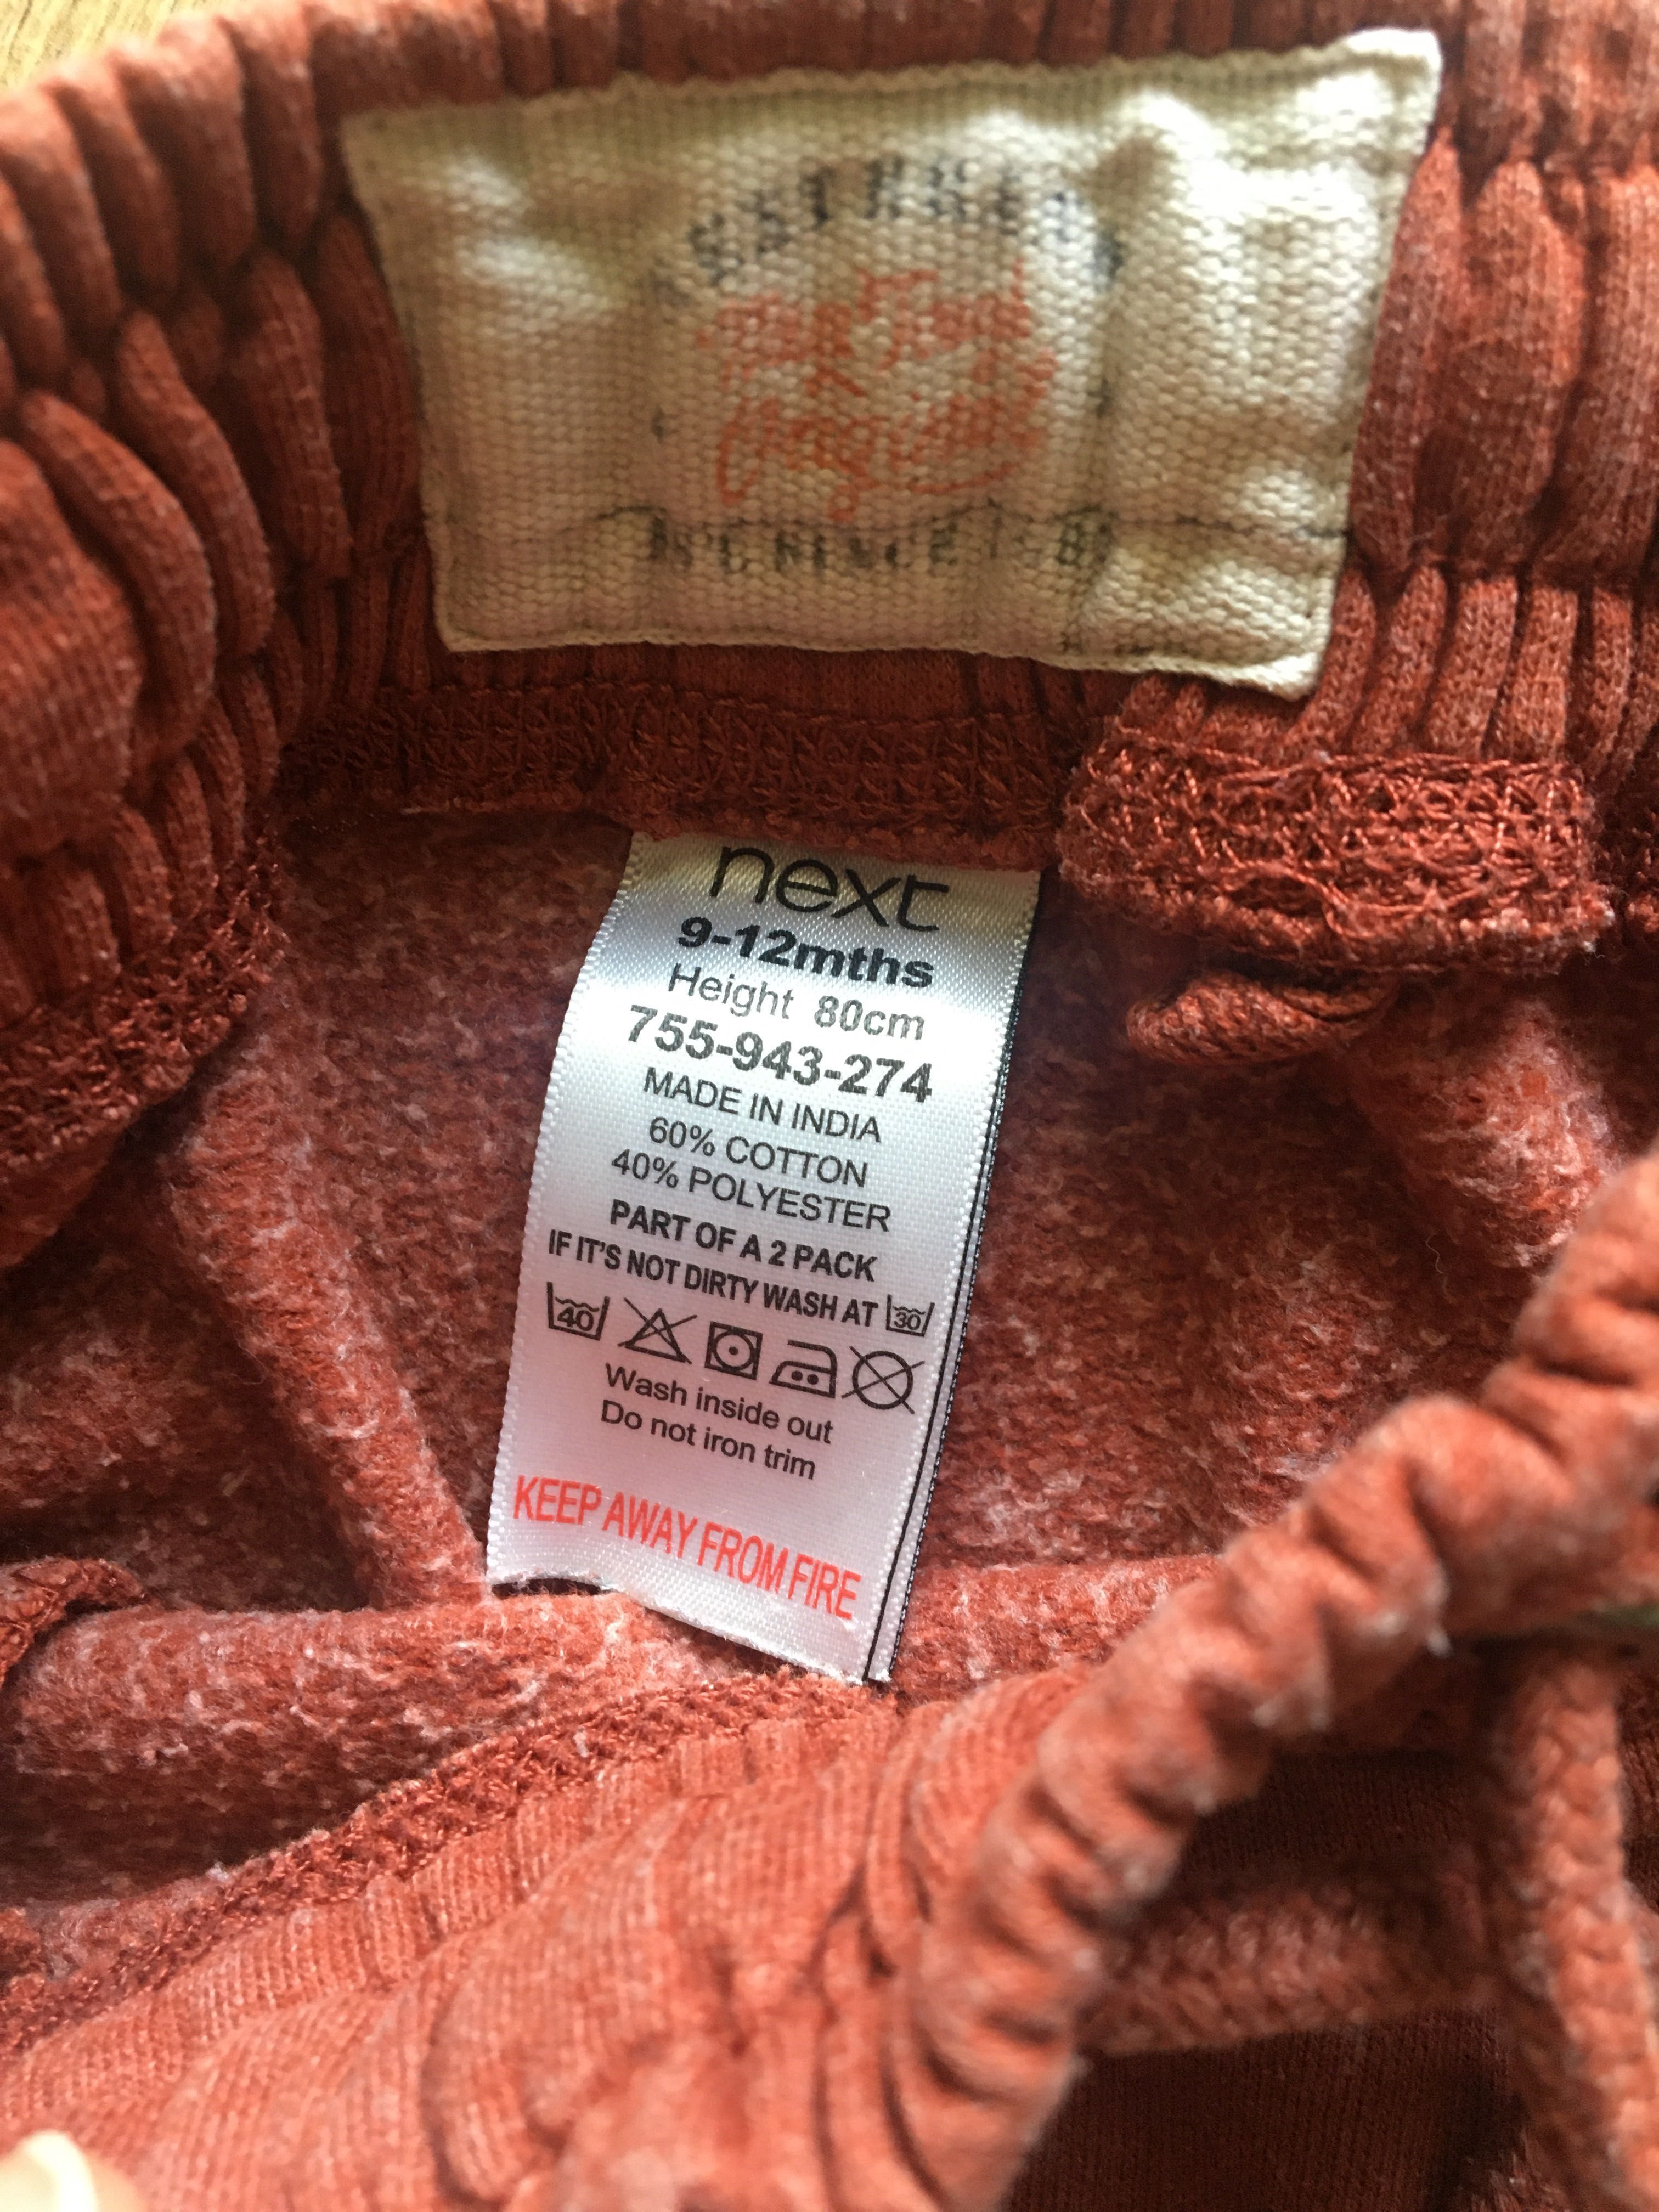 next
9-12mths
Height 80cm
755-943-274
MADE IN INDIA
60% COTTON
40% POLYESTER
PART OF A 2 PACK
IF IT'S NOT DIRTY WASH AT 30
40
Wash inside out
Do not iron trim
KEEP AWAY FROM FIRE